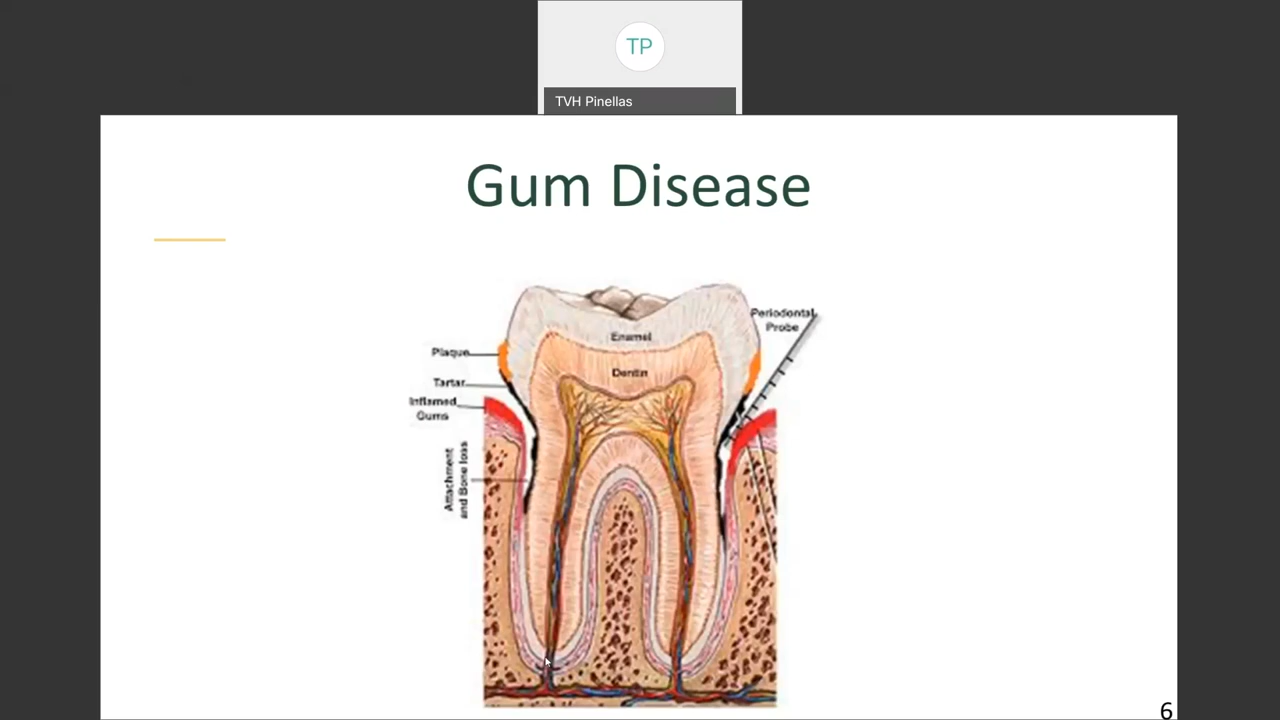 TP
TVH Pinellas
Gum Disease
Periodontal
Probe
Enamel
Plaque
Dentin
Tartar
Inflamed
Gums
Attachment
and Bone loss
6